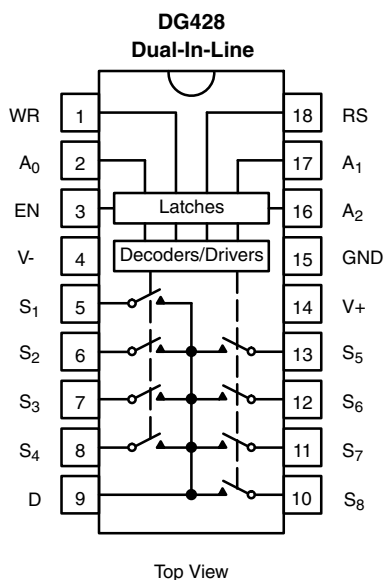 DG428
Dual-In-Line
WR 1 18 RS
A0 2 17 A1
EN 3 Latches 16 A2
V- 4 Decoders/Drivers 15 GND
S1 5 14 V+
S2 6 13 S5
S3 7 12 S6
S4 8 11 S7
D 9 10 S8
Top View